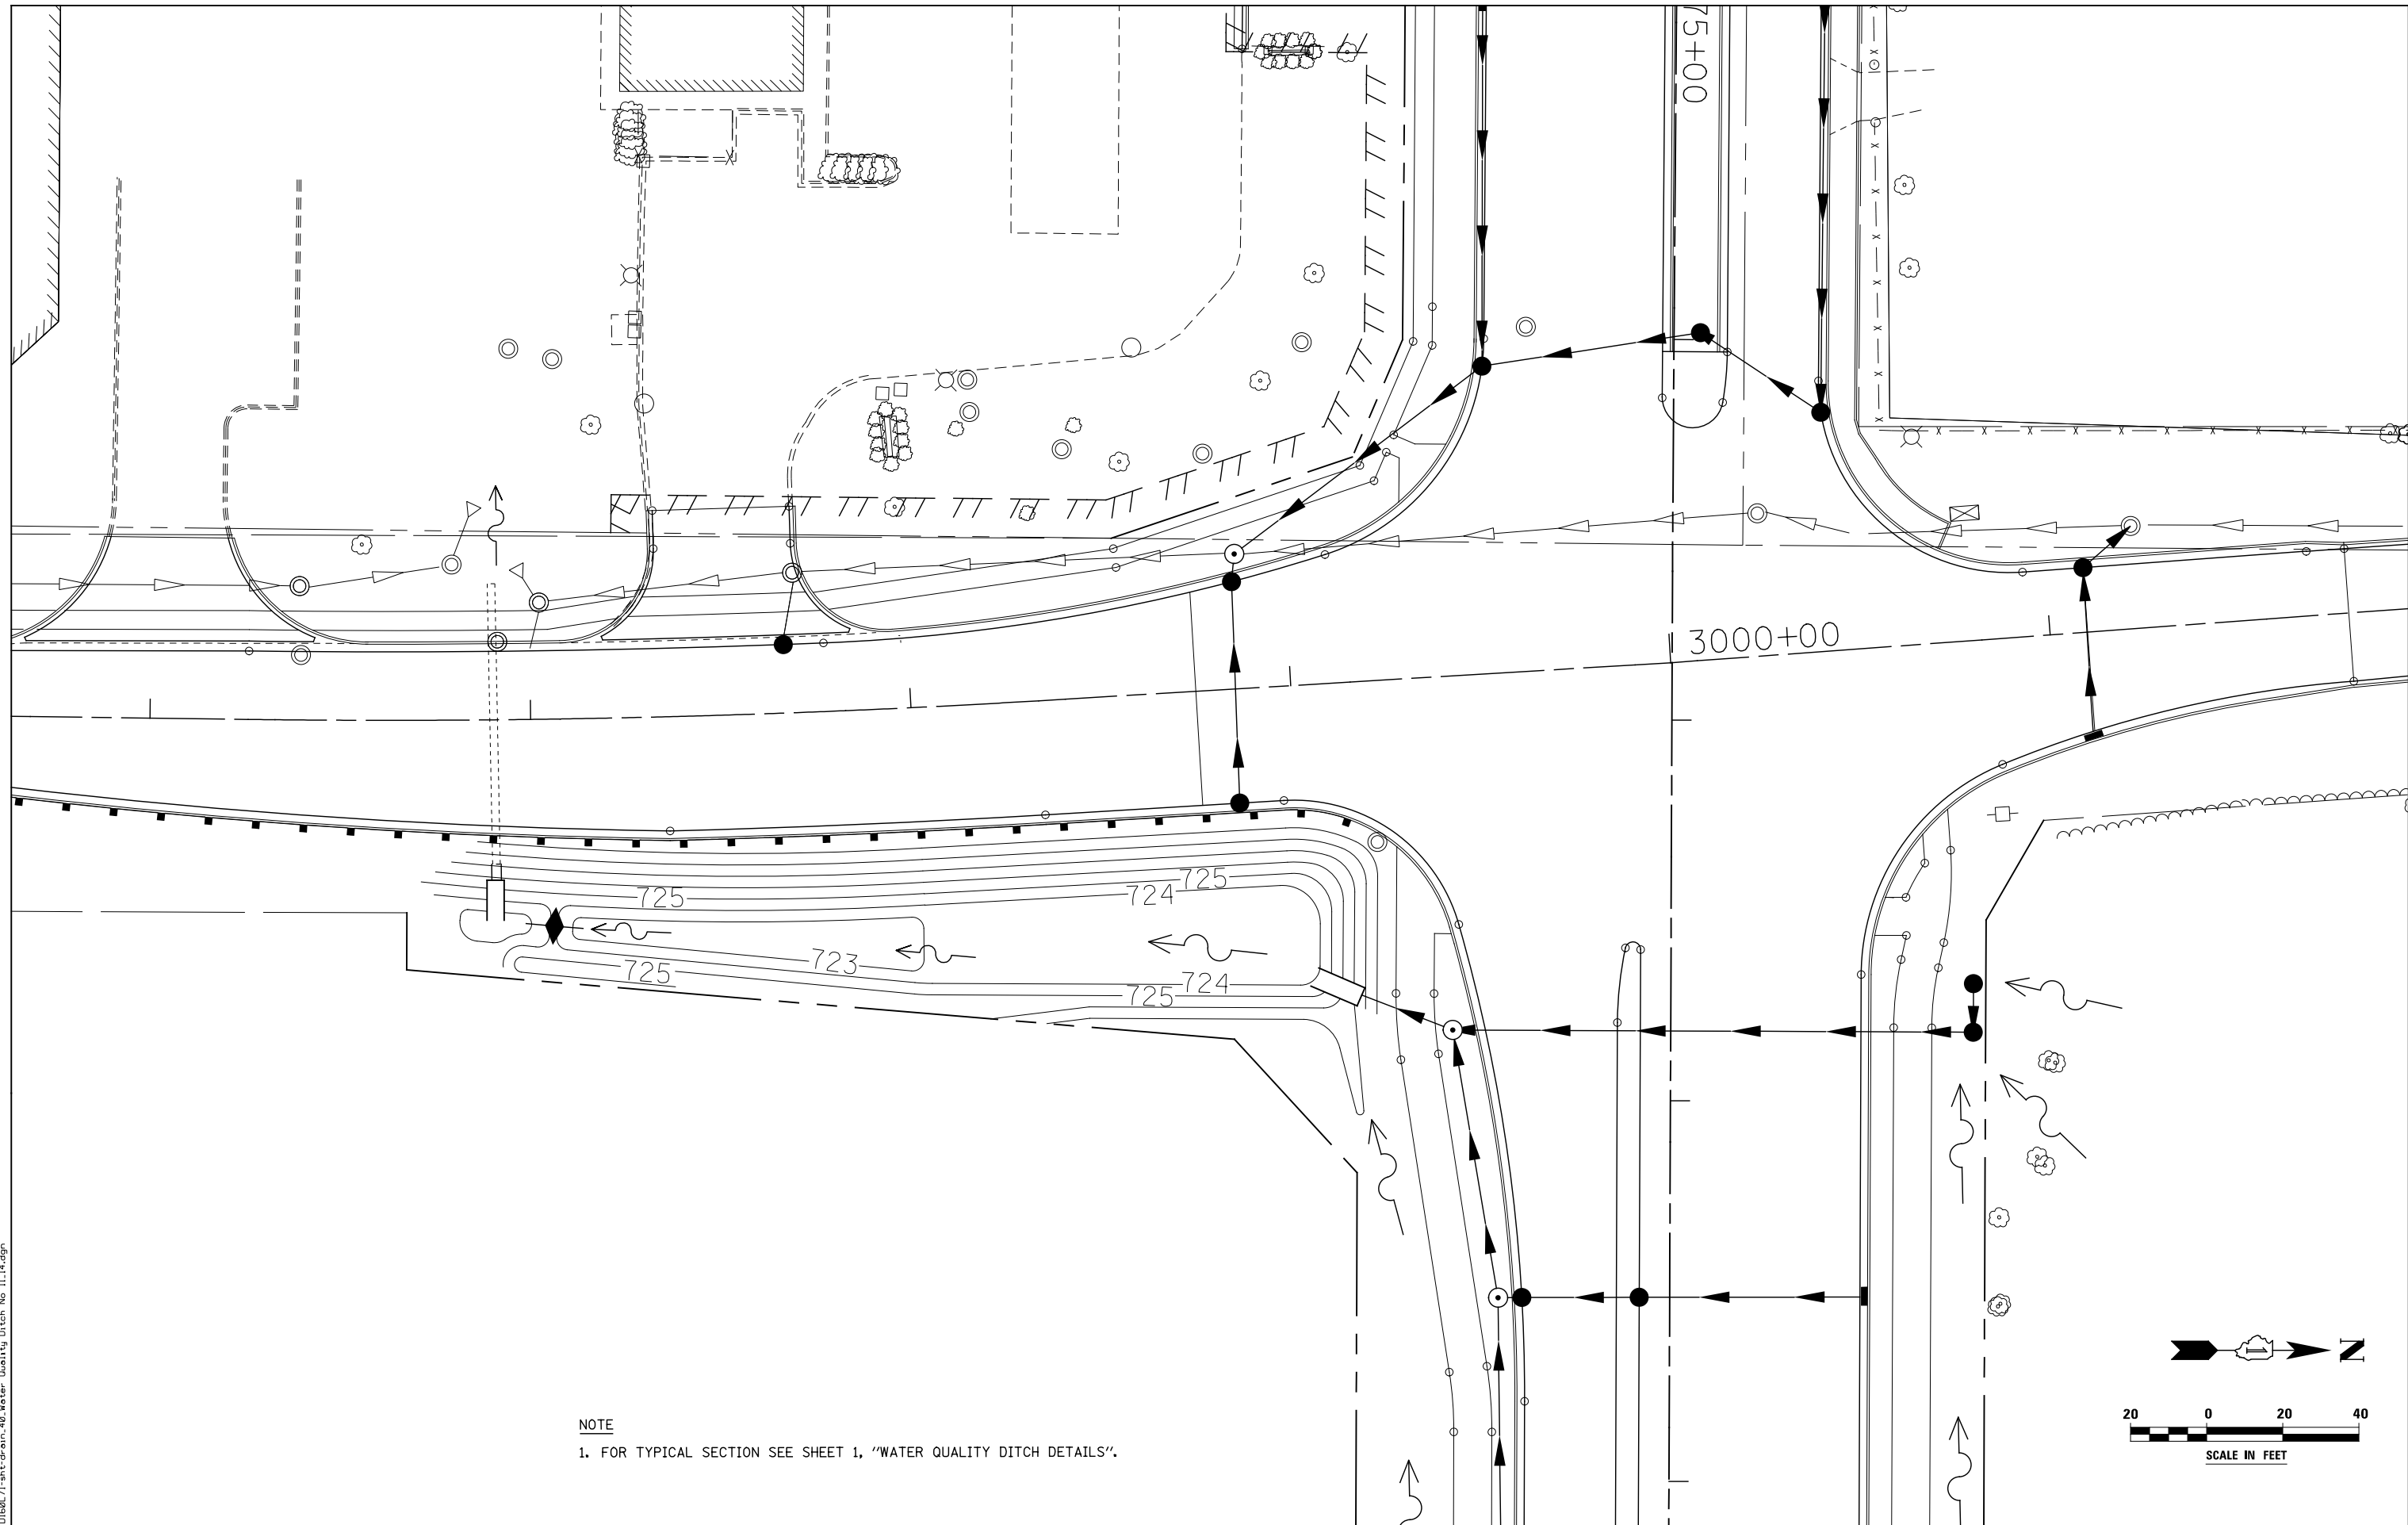 75+00
3000+00
725
725
724
723
725
724
725
N
20 0 20 40
SCALE IN FEET
NOTE
1. FOR TYPICAL SECTION SEE SHEET 1, "WATER QUALITY DITCH DETAILS".